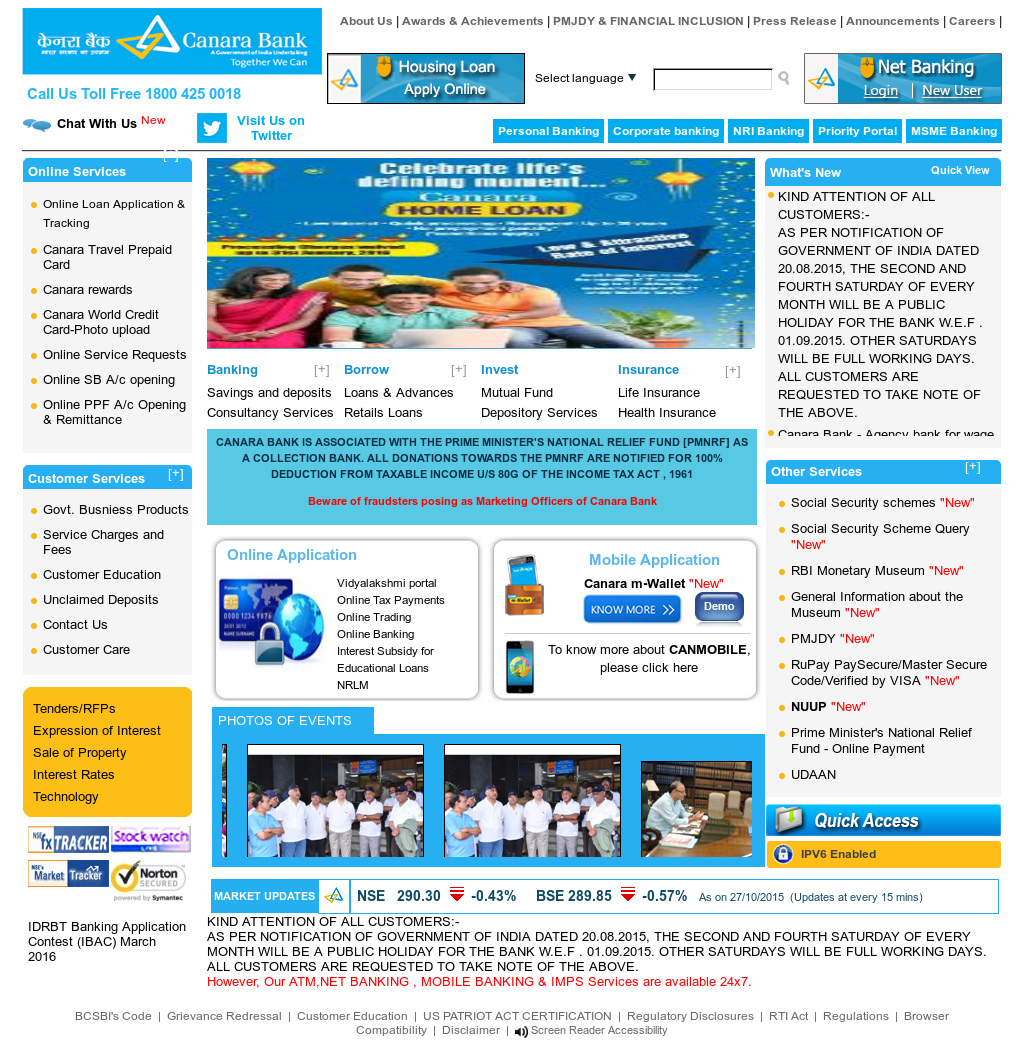 केनरा बैंक
भारत सरकार का उपक्रम
Canara Bank
A Government of India Undertaking
Together We Can
About Us | Awards & Achievements | PMJDY & FINANCIAL INCLUSION | Press Release | Announcements | Careers |
Housing Loan
Apply Online
Select language
Net Banking
Login | New User
Call Us Toll Free 1800 425 0018
Chat With Us New
Visit Us on
Twitter
Personal Banking
Corporate banking
NRI Banking
Priority Portal
MSME Banking
[-]
Online Services
Online Loan Application &
Tracking
Canara Travel Prepaid
Card
Canara rewards
Canara World Credit
Card-Photo upload
Online Service Requests
Online SB A/c opening
Online PPF A/c Opening
& Remittance
Customer Services [+]
Govt. Busniess Products
Service Charges and
Fees
Customer Education
Unclaimed Deposits
Contact Us
Customer Care
Tenders/RFPs
Expression of Interest
Sale of Property
Interest Rates
Technology
NSE
fxTRACKER
Stock watch
LIVE
NSE's
Market Tracker
Norton
SECURED
powered by Symantec
IDRBT Banking Application
Contest (IBAC) March
2016
Celebrate life's
defining moment...
Canara
HOME LOAN
Low & Attractive
Rate of Interest
Banking [+]
Savings and deposits
Consultancy Services
Borrow [+]
Loans & Advances
Retails Loans
Invest
Mutual Fund
Depository Services
Insurance [+]
Life Insurance
Health Insurance
CANARA BANK IS ASSOCIATED WITH THE PRIME MINISTER'S NATIONAL RELIEF FUND [PMNRF] AS
A COLLECTION BANK. ALL DONATIONS TOWARDS THE PMNRF ARE NOTIFIED FOR 100%
DEDUCTION FROM TAXABLE INCOME U/S 80G OF THE INCOME TAX ACT , 1961
Beware of fraudsters posing as Marketing Officers of Canara Bank
Online Application
Vidyalakshmi portal
Online Tax Payments
Online Trading
Online Banking
Interest Subsidy for
Educational Loans
NRLM
Mobile Application
Canara m-Wallet "New"
KNOW MORE >>
Demo
To know more about CANMOBILE,
please click here
PHOTOS OF EVENTS
What's New
Quick View
KIND ATTENTION OF ALL
CUSTOMERS:-
AS PER NOTIFICATION OF
GOVERNMENT OF INDIA DATED
20.08.2015, THE SECOND AND
FOURTH SATURDAY OF EVERY
MONTH WILL BE A PUBLIC
HOLIDAY FOR THE BANK W.E.F .
01.09.2015. OTHER SATURDAYS
WILL BE FULL WORKING DAYS.
ALL CUSTOMERS ARE
REQUESTED TO TAKE NOTE OF
THE ABOVE.
Canara Bank - Agency bank for wage
Other Services [+]
Social Security schemes "New"
Social Security Scheme Query
"New"
RBI Monetary Museum "New"
General Information about the
Museum "New"
PMJDY "New"
RuPay PaySecure/Master Secure
Code/Verified by VISA "New"
NUUP "New"
Prime Minister's National Relief
Fund - Online Payment
UDAAN
Quick Access
IPV6 Enabled
MARKET UPDATES
NSE 290.30 -0.43% BSE 289.85 -0.57% As on 27/10/2015 (Updates at every 15 mins)
KIND ATTENTION OF ALL CUSTOMERS:-
AS PER NOTIFICATION OF GOVERNMENT OF INDIA DATED 20.08.2015, THE SECOND AND FOURTH SATURDAY OF EVERY
MONTH WILL BE A PUBLIC HOLIDAY FOR THE BANK W.E.F . 01.09.2015. OTHER SATURDAYS WILL BE FULL WORKING DAYS.
ALL CUSTOMERS ARE REQUESTED TO TAKE NOTE OF THE ABOVE.
However, Our ATM,NET BANKING , MOBILE BANKING & IMPS Services are available 24x7.
BCSBI's Code | Grievance Redressal | Customer Education | US PATRIOT ACT CERTIFICATION | Regulatory Disclosures | RTI Act | Regulations | Browser
Compatibility | Disclaimer | Screen Reader Accessibility